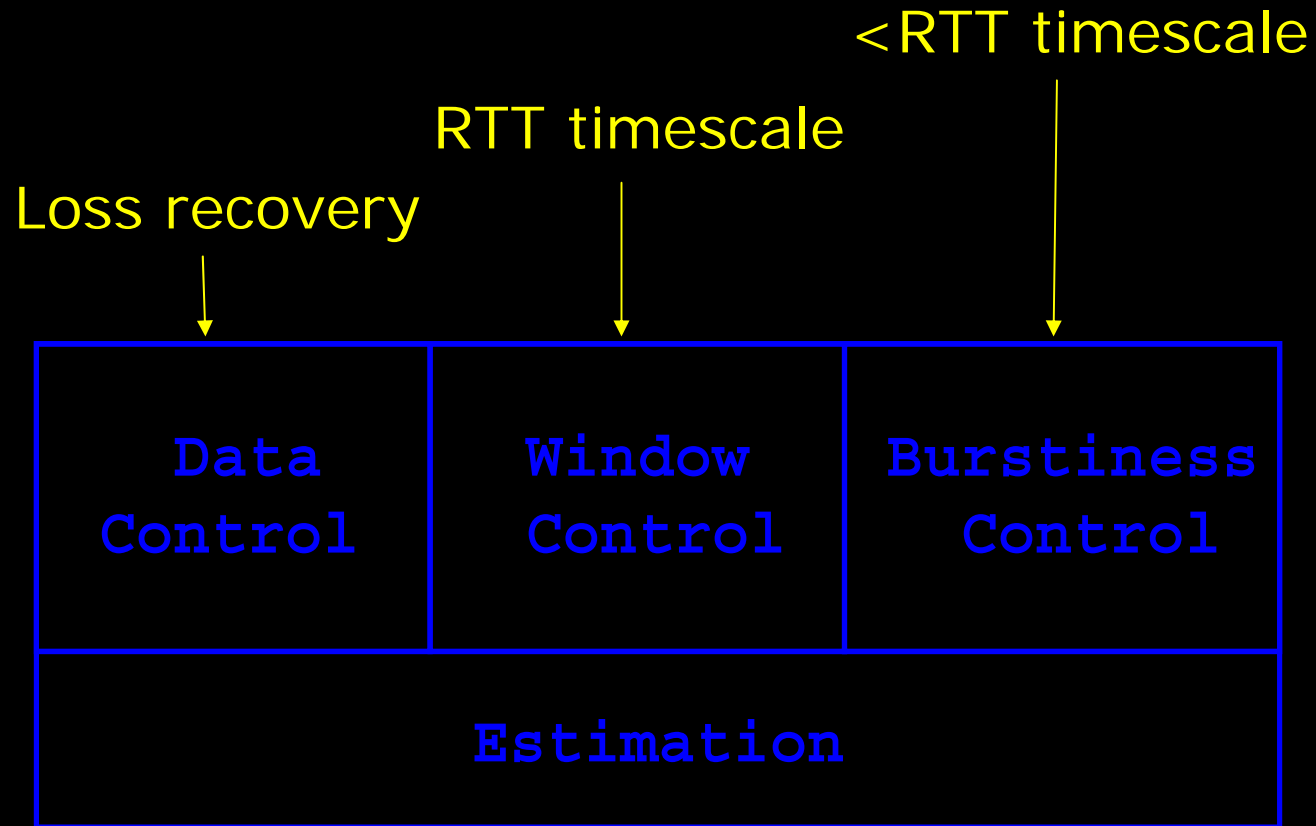 <RTT timescale
RTT timescale
Loss recovery
Data
Control
Window
Control
Burstiness
Control
Estimation